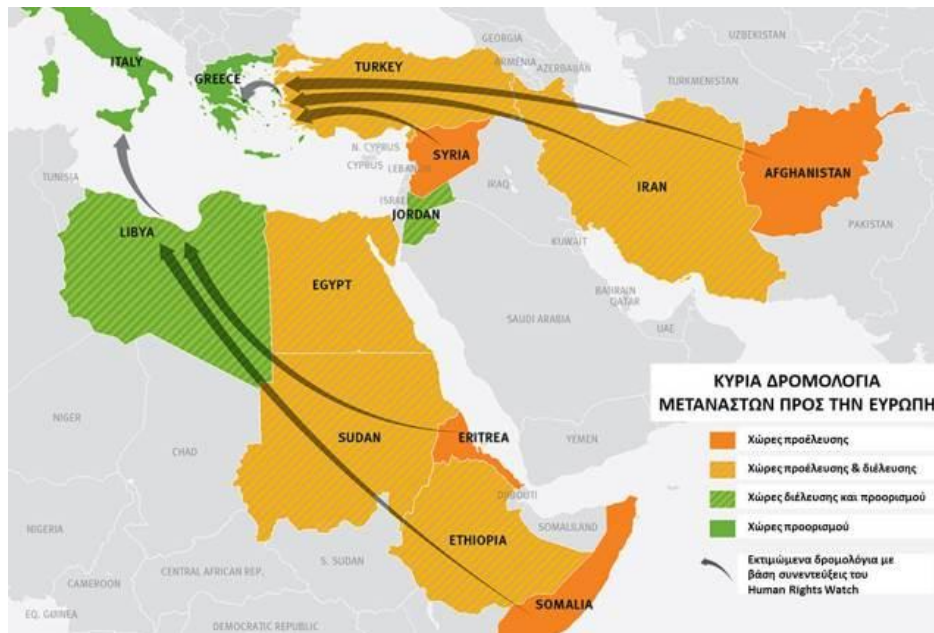 ITALY
GREECE
TURKEY
GEORGIA
ARMENIA
AZERBAIJAN
UZBEKISTAN
TURKMENISTAN
N. CYPRUS
CYPRUS
SYRIA
IRAQ
IRAN
AFGHANISTAN
PAKISTAN
TUNISIA
JORDAN
LIBYA
EGYPT
KUWAIT
BAHRAIN
QATAR
UAE
SAUDI ARABIA
NIGER
CHAD
SUDAN
ERITREA
YEMEN
DJIBOUTI
SOMALILAND
ETHIOPIA
SOMALIA
NIGERIA
CAMEROON
CENTRAL AFRICAN REP.
S. SUDAN
EQ. GUINEA
DEMOCRATIC REPUBLIC
ΚΥΡΙΑ ΔΡΟΜΟΛΟΓΙΑ
ΜΕΤΑΝΑΣΤΩΝ ΠΡΟΣ ΤΗΝ ΕΥΡΩΠΗ
Χώρες προέλευσης
Χώρες προέλευσης & διέλευσης
Χώρες διέλευσης και προορισμού
Χώρες προορισμού
Εκτιμώμενα δρομολόγια με
βάση συνεντεύξεις του
Human Rights Watch